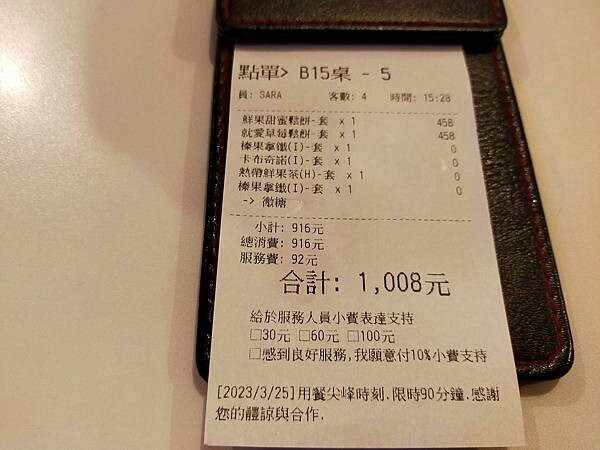 點單> B15桌 - 5
員: SARA 客數: 4 時間: 15:28
鮮果甜蜜鬆餅-套 x 1 458
就愛草莓鬆餅-套 x 1 458
榛果拿鐵(I)-套 x 1 0
卡布奇諾(I)-套 x 1 0
熱帶鮮果茶(H)-套 x 1 0
榛果拿鐵(I)-套 x 1 0
-> 微糖
小計: 916元
總消費: 916元
服務費: 92元
合計: 1,008元
給於服務人員小費表達支持
□30元 □60元 □100元
□感到良好服務,我願意付10%小費支持
[2023/3/25]用餐尖峰時刻.限時90分鐘.感謝
您的體諒與合作.